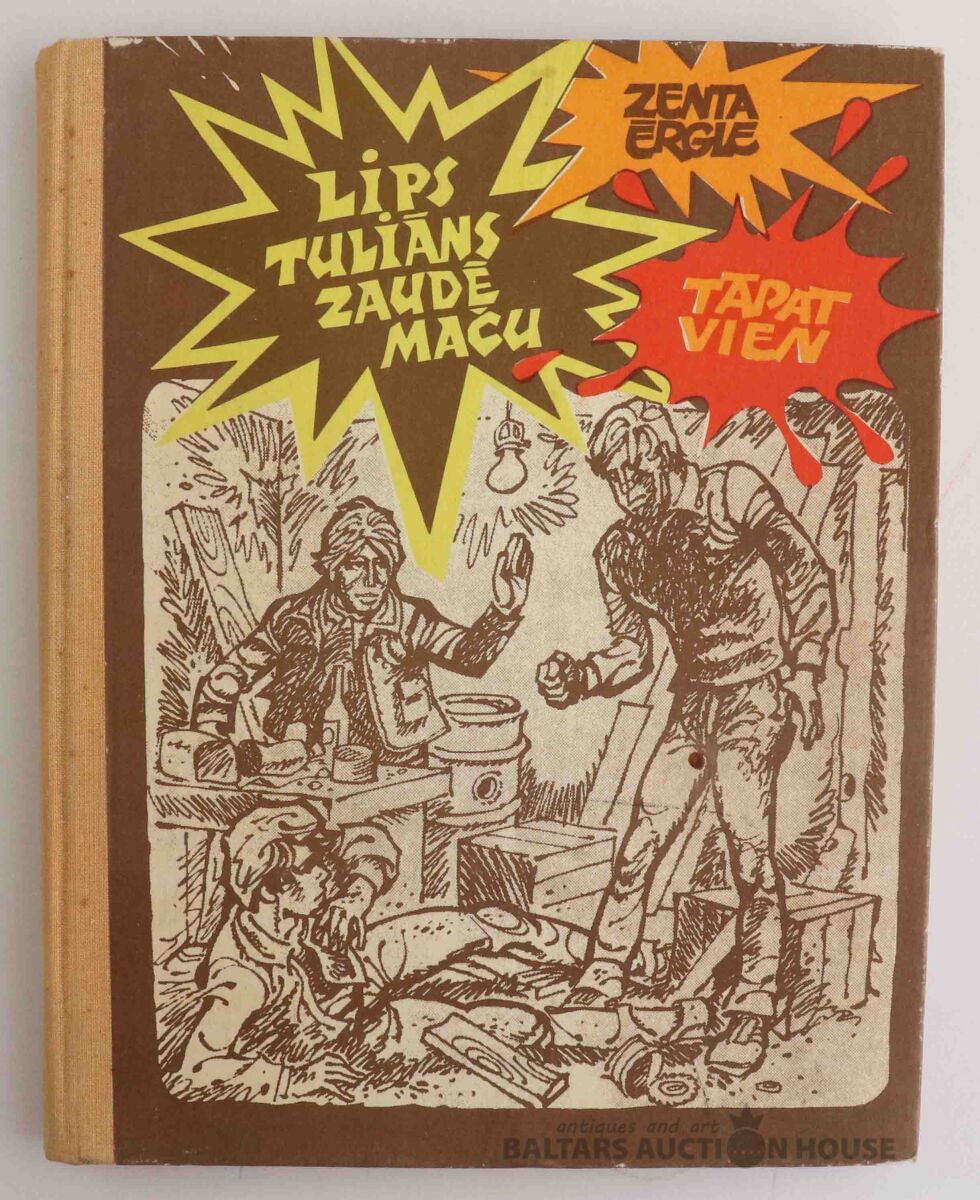 ZENTA
ĒRGLE
LIPS
TULIĀNS
ZAUDĒ
MAČU
TĀPAT
VIEN
antiques and art
BALTARS AUCTION HOUSE